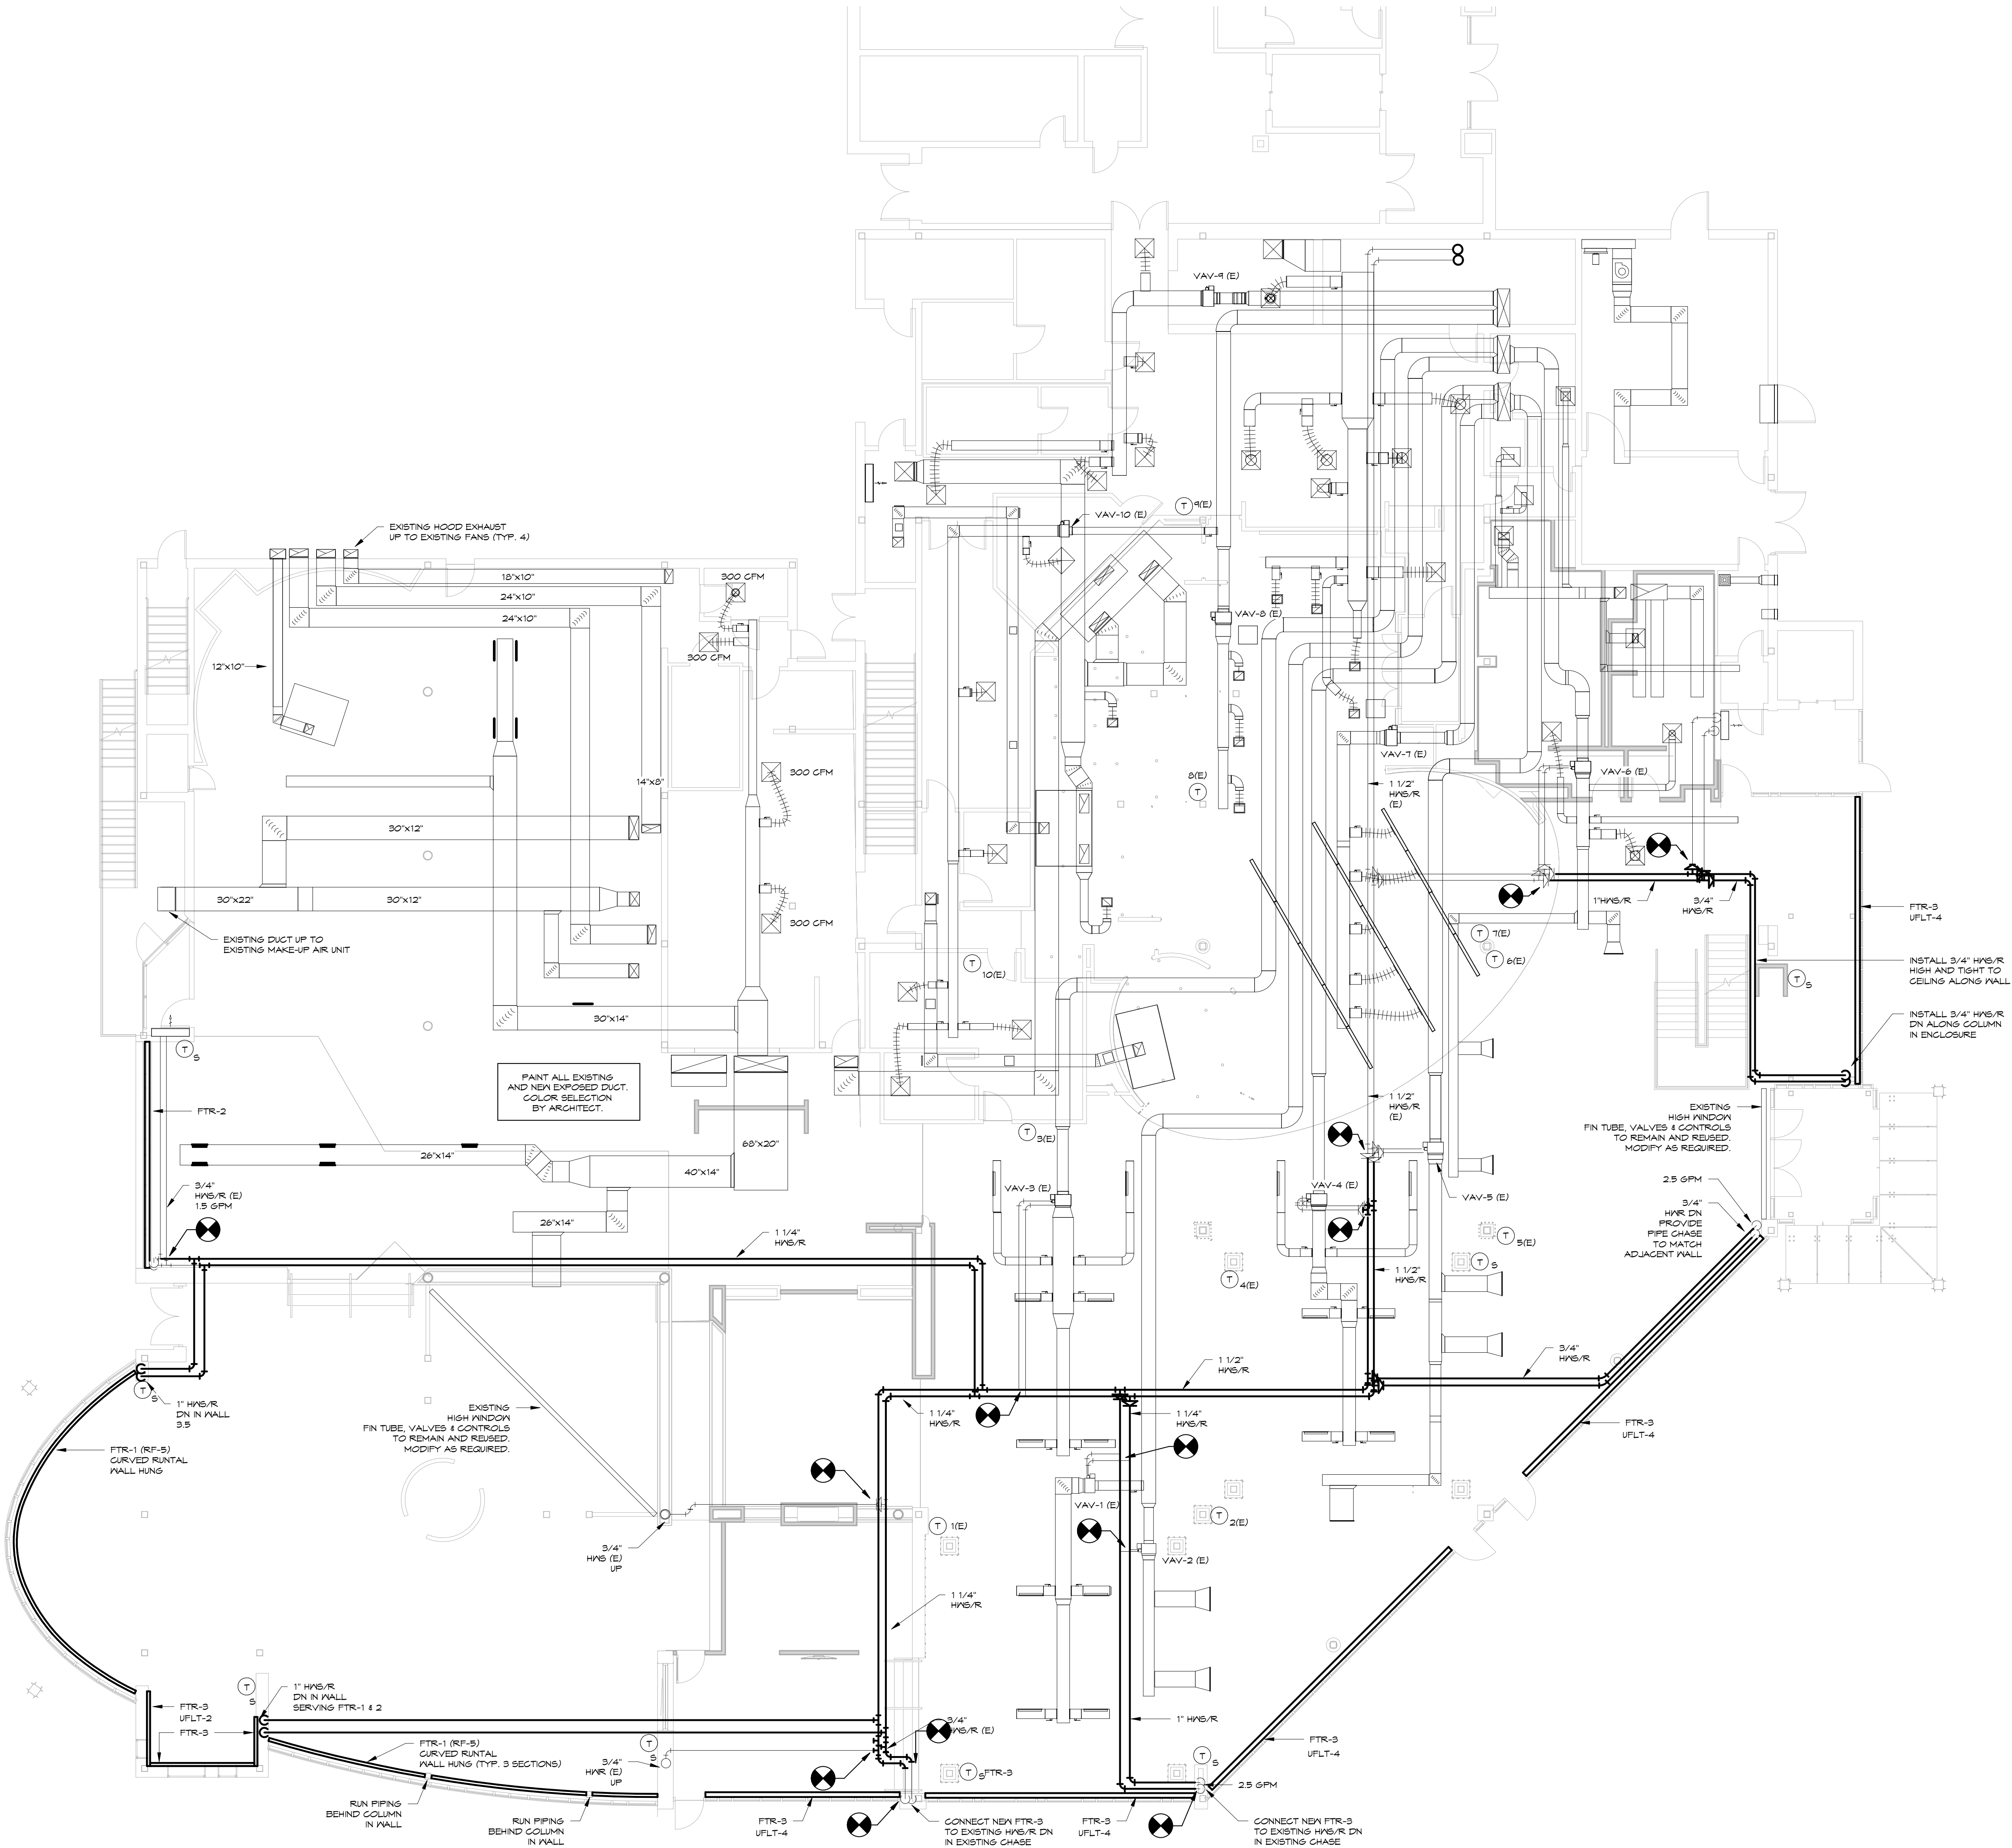 VAV-9 (E)
EXISTING HOOD EXHAUST
UP TO EXISTING FANS (TYP. 4)
T 9(E)
VAV-10 (E)
18"x10"
300 CFM
24"x10"
24"x10"
VAV-8 (E)
300 CFM
12"x10"
VAV-7 (E)
VAV-6 (E)
300 CFM
14"x8"
8(E)
T
1 1/2"
HWS/R
(E)
30"x12"
30"x22"
30"x12"
1"HWS/R
3/4"
HWS/R
FTR-3
UFLT-4
300 CFM
EXISTING DUCT UP TO
EXISTING MAKE-UP AIR UNIT
T 7(E)
T 6(E)
T
10(E)
T S
INSTALL 3/4" HWS/R
HIGH AND TIGHT TO
CEILING ALONG WALL
30"x14"
INSTALL 3/4" HWS/R
DN ALONG COLUMN
IN ENCLOSURE
T S
PAINT ALL EXISTING
AND NEW EXPOSED DUCT.
COLOR SELECTION
BY ARCHITECT.
FTR-2
1 1/2"
HWS/R
(E)
EXISTING
HIGH WINDOW
FIN TUBE, VALVES & CONTROLS
TO REMAIN AND REUSED.
MODIFY AS REQUIRED.
T 3(E)
68"x20"
26"x14"
40"x14"
3/4"
HWS/R (E)
1.5 GPM
VAV-3 (E)
VAV-4 (E)
VAV-5 (E)
2.5 GPM
3/4"
HWR DN
PROVIDE
PIPE CHASE
TO MATCH
ADJACENT WALL
26"x14"
1 1/4"
HWS/R
T 5(E)
T S
T 4(E)
1 1/2"
HWS/R
1 1/2"
HWS/R
3/4"
HWS/R
T S
1" HWS/R
DN IN WALL
3.5
EXISTING
HIGH WINDOW
FIN TUBE, VALVES & CONTROLS
TO REMAIN AND REUSED.
MODIFY AS REQUIRED.
1 1/4"
HWS/R
1 1/4"
HWS/R
FTR-3
UFLT-4
FTR-1 (RF-5)
CURVED RUNTAL
WALL HUNG
VAV-1 (E)
T 1(E)
T 2(E)
VAV-2 (E)
3/4"
HWS (E)
UP
1 1/4"
HWS/R
T
S
1" HWS/R
DN IN WALL
SERVING FTR-1 & 2
FTR-3
UFLT-2
FTR-3
3/4"
HWS/R (E)
1" HWS/R
FTR-1 (RF-5)
CURVED RUNTAL
WALL HUNG (TYP. 3 SECTIONS)
T
S
3/4"
HWR (E)
UP
T S FTR-3
T S
FTR-3
UFLT-4
2.5 GPM
RUN PIPING
BEHIND COLUMN
IN WALL
RUN PIPING
BEHIND COLUMN
IN WALL
FTR-3
UFLT-4
CONNECT NEW FTR-3
TO EXISTING HWS/R DN
IN EXISTING CHASE
FTR-3
UFLT-4
CONNECT NEW FTR-3
TO EXISTING HWS/R DN
IN EXISTING CHASE